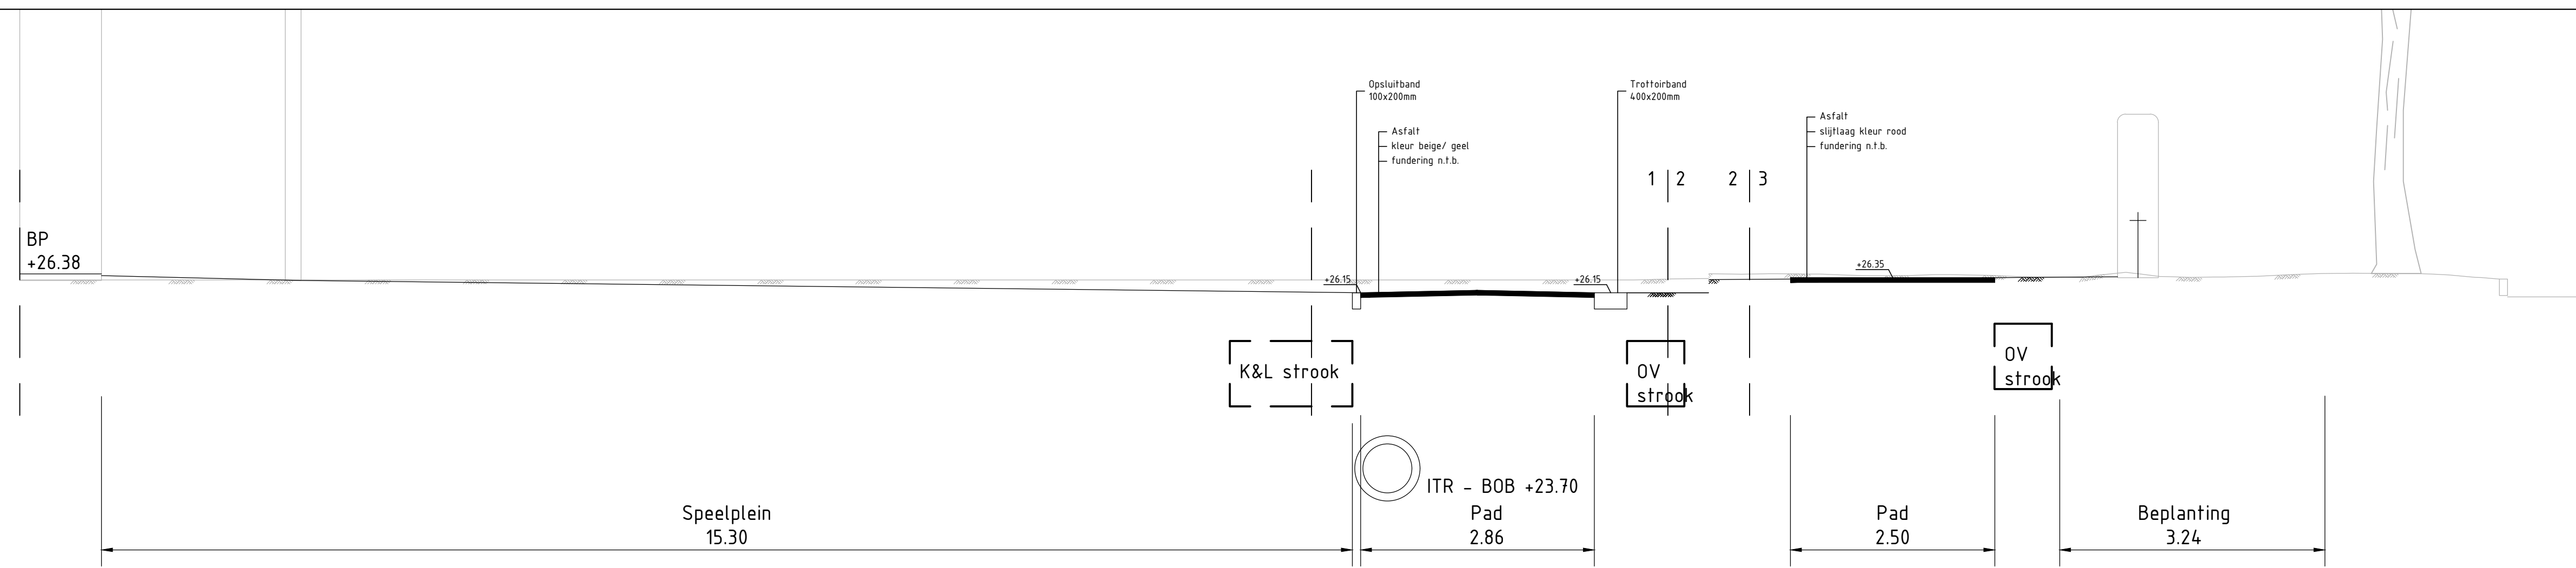 Opsluitband
100x200mm
Asfalt
kleur beige/ geel
fundering n.t.b.
Trottoirband
400x200mm
Asfalt
slijtlaag kleur rood
fundering n.t.b.
1 2
2 3
BP
+26.38
+26.15
+26.15
+26.35
K&L strook
OV
strook
OV
strook
ITR - BOB +23.70
Speelplein
15.30
Pad
2.86
Pad
2.50
Beplanting
3.24